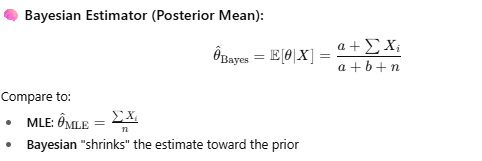 🧠 Bayesian Estimator (Posterior Mean):
θ̂_Bayes = 𝔼[θ|X] = (a + ∑ X_i) / (a + b + n)
Compare to:
• MLE: θ̂_MLE = (∑ X_i) / n
• Bayesian "shrinks" the estimate toward the prior